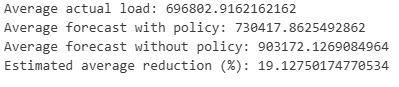 Average actual load: 696802.9162162162
Average forecast with policy: 730417.8625492862
Average forecast without policy: 903172.1269084964
Estimated average reduction (%): 19.12750174770534